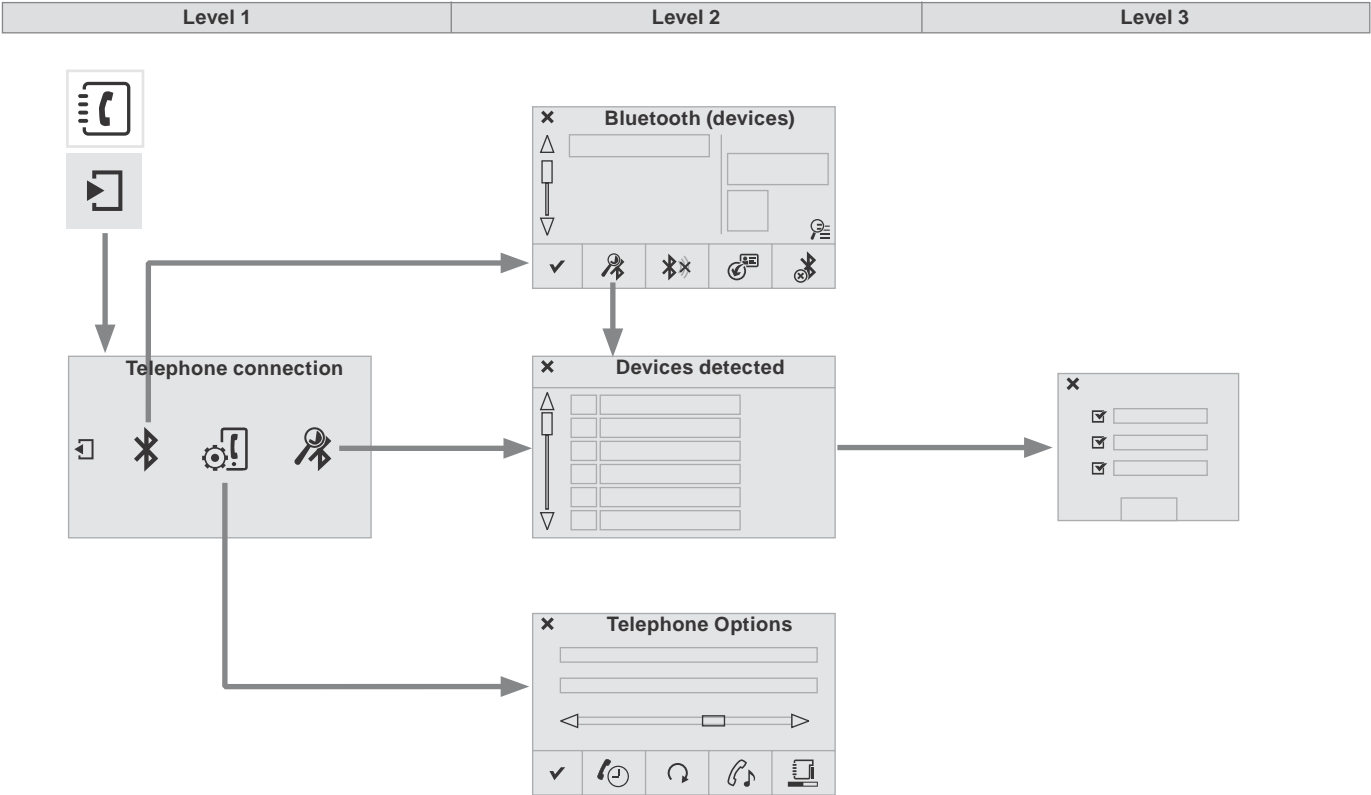 Level 1
Level 2
Level 3
Bluetooth (devices)
Telephone connection
Devices detected
Telephone Options